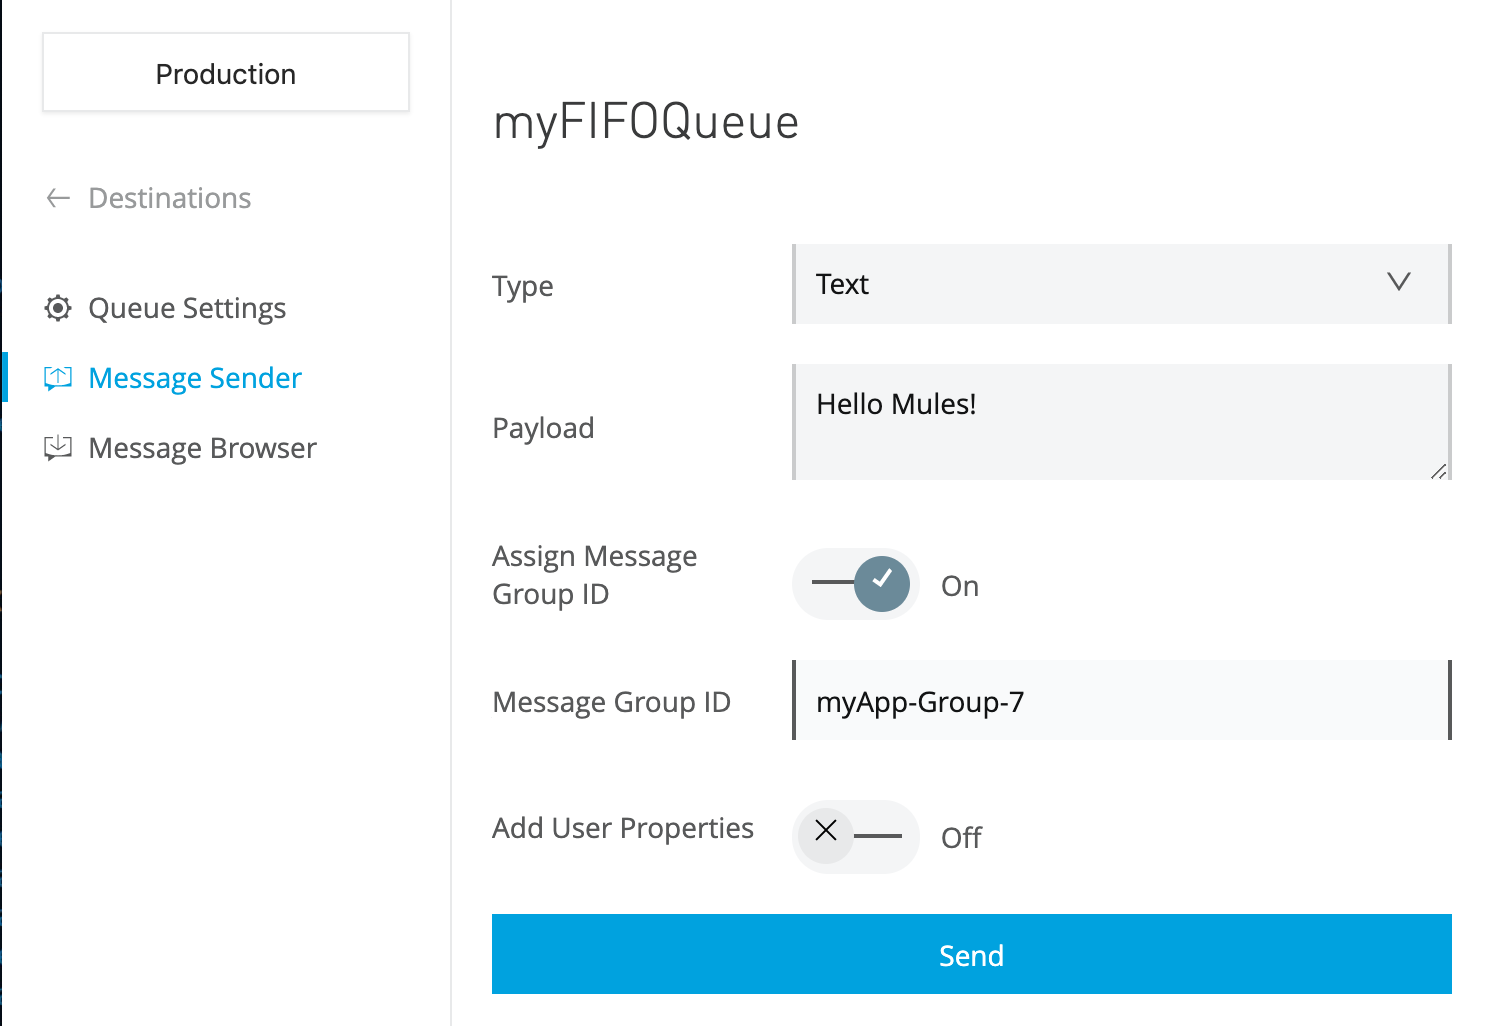 Production
Destinations
Queue Settings
Message Sender
Message Browser
myFIFOQueue
Type
Text
Payload
Hello Mules!
Assign Message
Group ID
On
Message Group ID
myApp-Group-7
Add User Properties
Off
Send